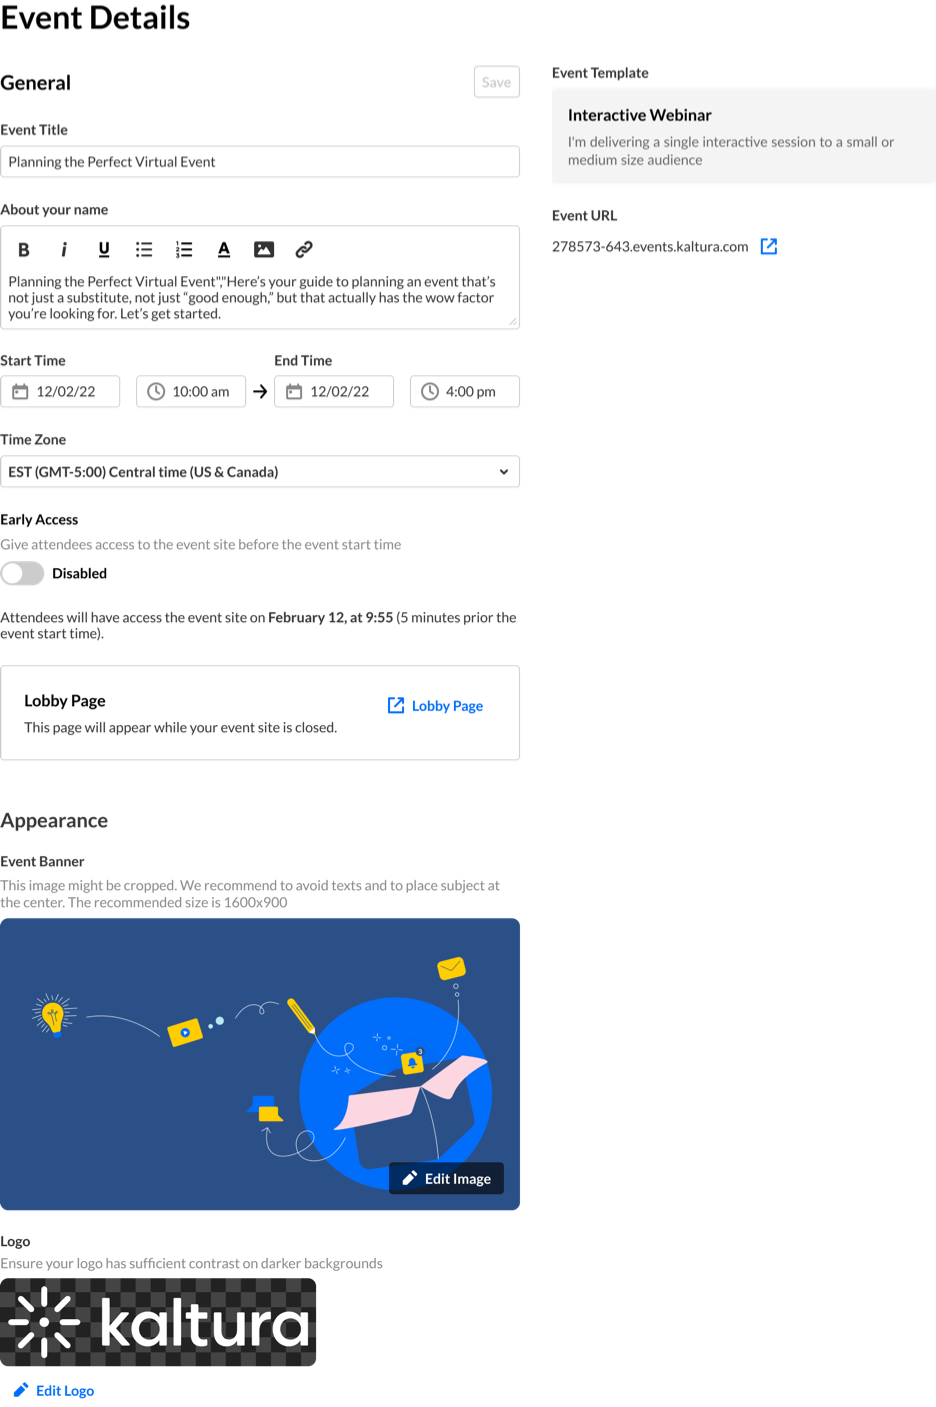 Event Details
General
Save
Event Title
Planning the Perfect Virtual Event
About your name
B i U A
Planning the Perfect Virtual Event","Here's your guide to planning an event that's
not just a substitute, not just “good enough,” but that actually has the wow factor
you're looking for. Let's get started.
Start Time
End Time
12/02/22
10:00 am
12/02/22
4:00 pm
Time Zone
EST (GMT-5:00) Central time (US & Canada)
Early Access
Give attendees access to the event site before the event start time
Disabled
Attendees will have access the event site on February 12, at 9:55 (5 minutes prior the
event start time).
Lobby Page
Lobby Page
This page will appear while your event site is closed.
Appearance
Event Banner
This image might be cropped. We recommend to avoid texts and to place subject at
the center. The recommended size is 1600x900
3
Edit Image
Logo
Ensure your logo has sufficient contrast on darker backgrounds
kaltura
Edit Logo
Event Template
Interactive Webinar
I'm delivering a single interactive session to a small or
medium size audience
Event URL
278573-643.events.kaltura.com